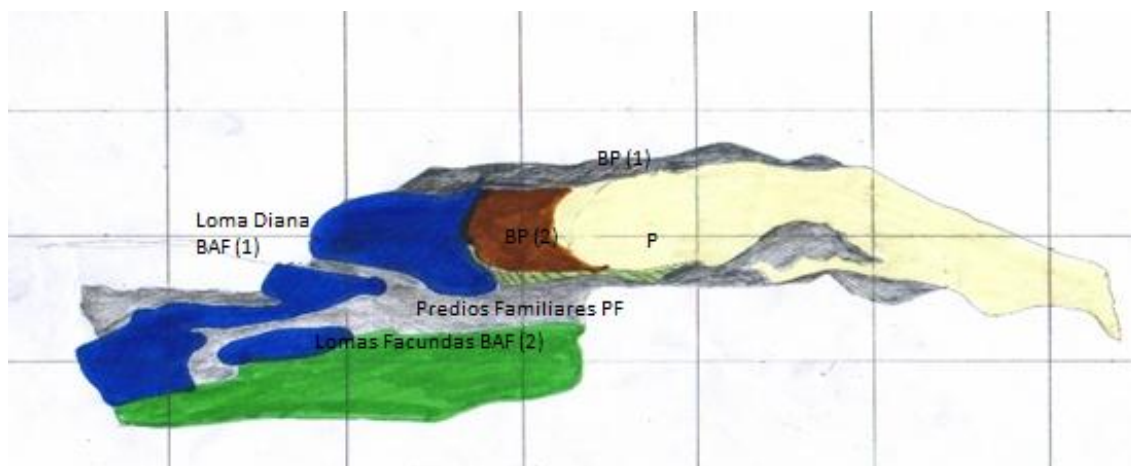 BP (1)
Loma Diana
BAF (1)
BP (2)
P
Predios Familiares PF
Lomas Facundas BAF (2)